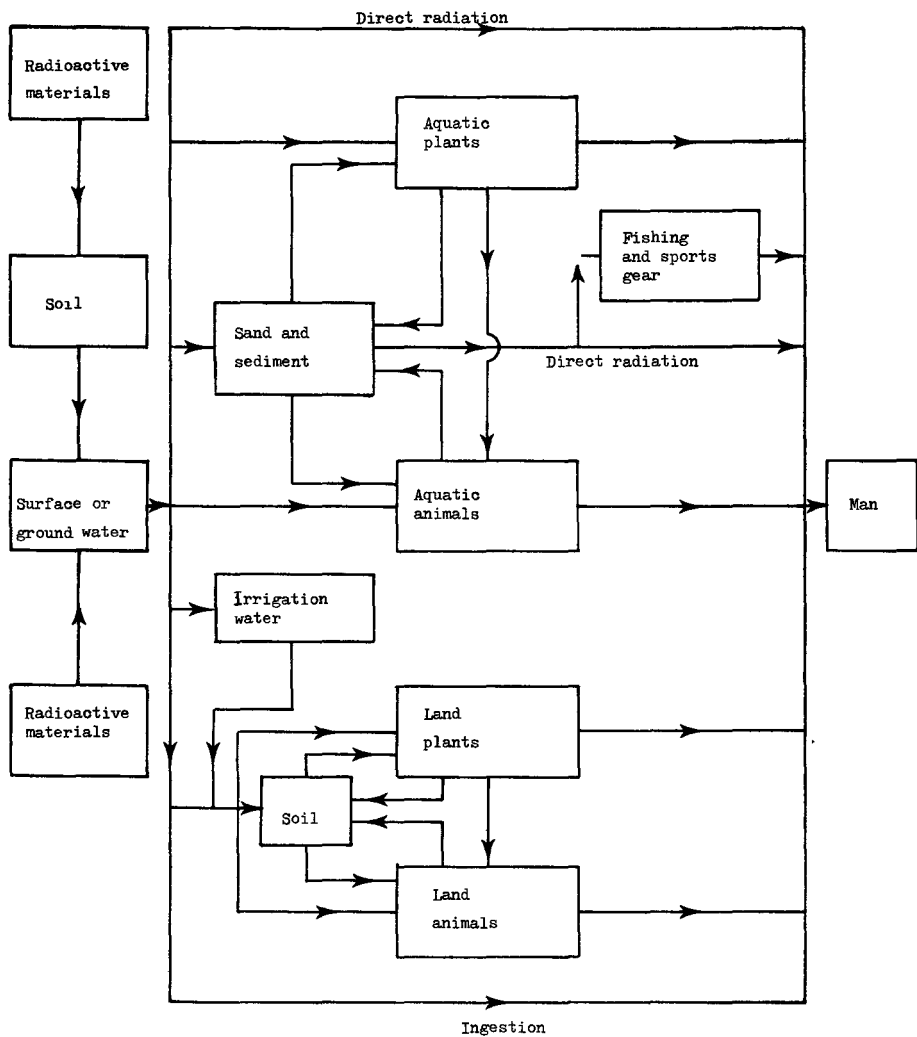 Direct radiation
Radioactive
materials
Aquatic
plants
Fishing
and sports
gear
Soil
Sand and
sediment
Direct radiation
Surface or
ground water
Aquatic
animals
Man
Irrigation
water
Radioactive
materials
Land
plants
Soil
Land
animals
Ingestion